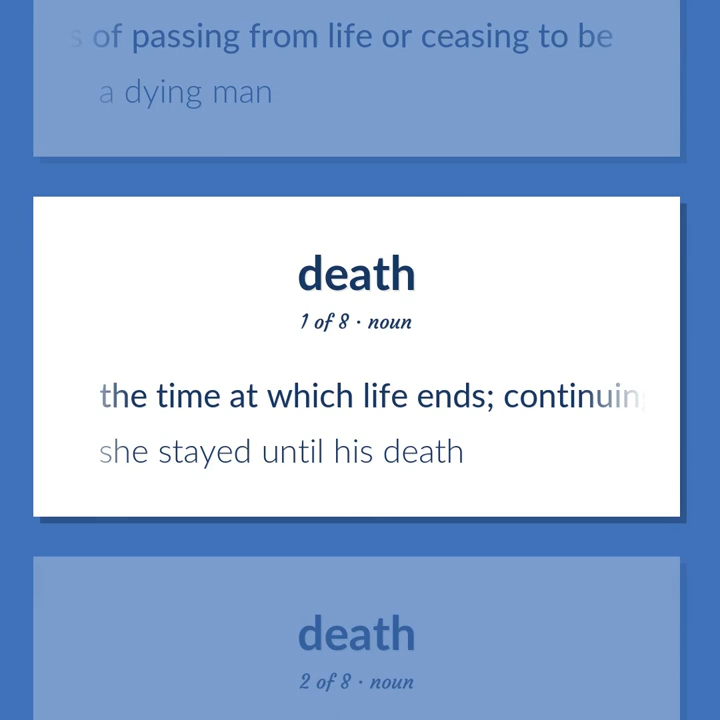 of passing from life or ceasing to be
a dying man
death
1 of 8 · noun
the time at which life ends; continuin
she stayed until his death
death
2 of 8 · noun